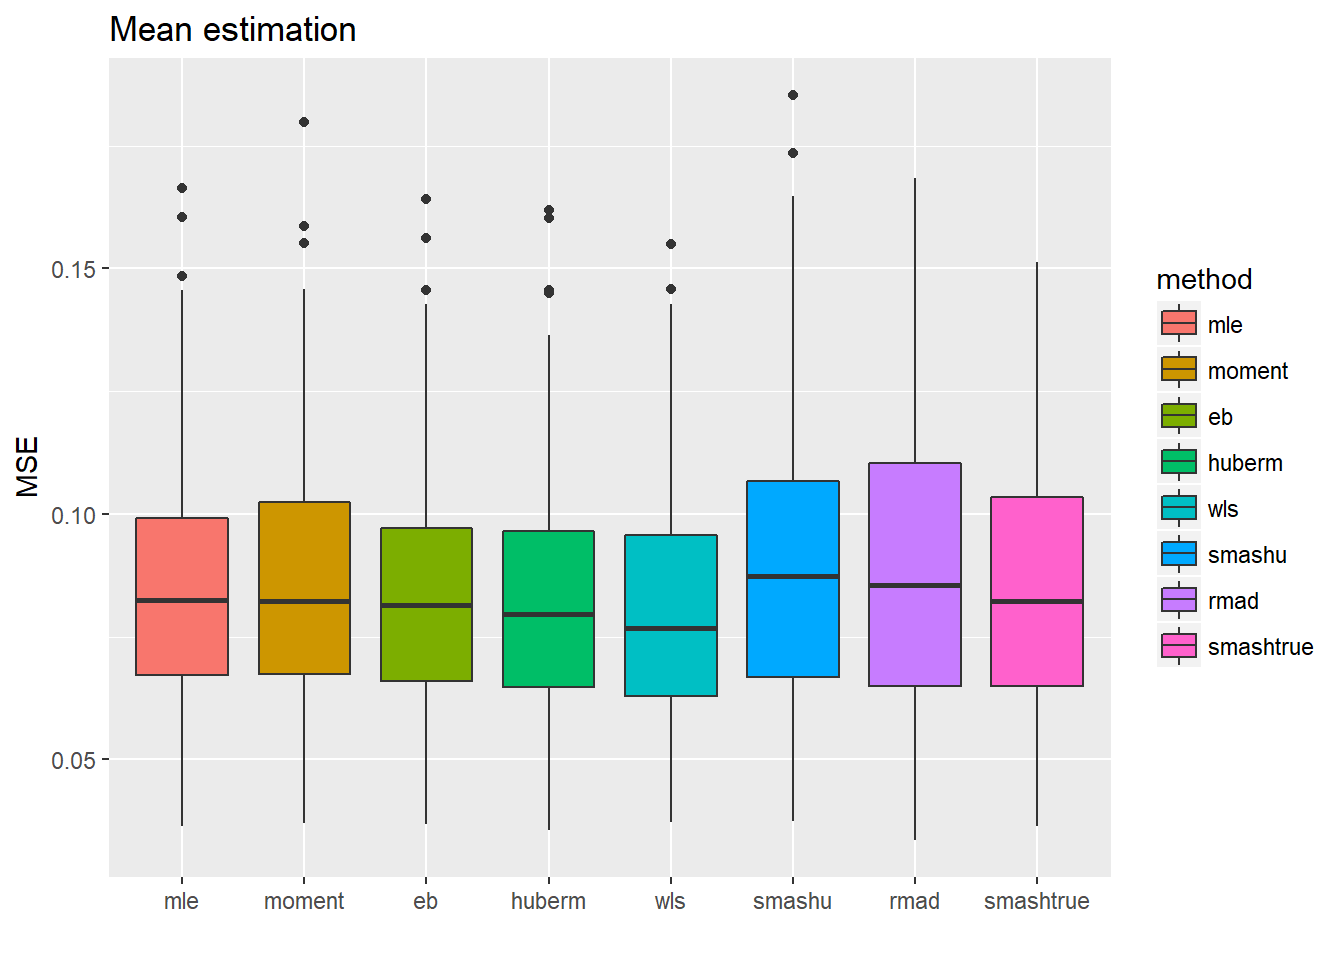 Mean estimation
MSE
0.15
0.10
0.05
mle moment eb huberm wls smashu rmad smashtrue
method
mle
moment
eb
huberm
wls
smashu
rmad
smashtrue